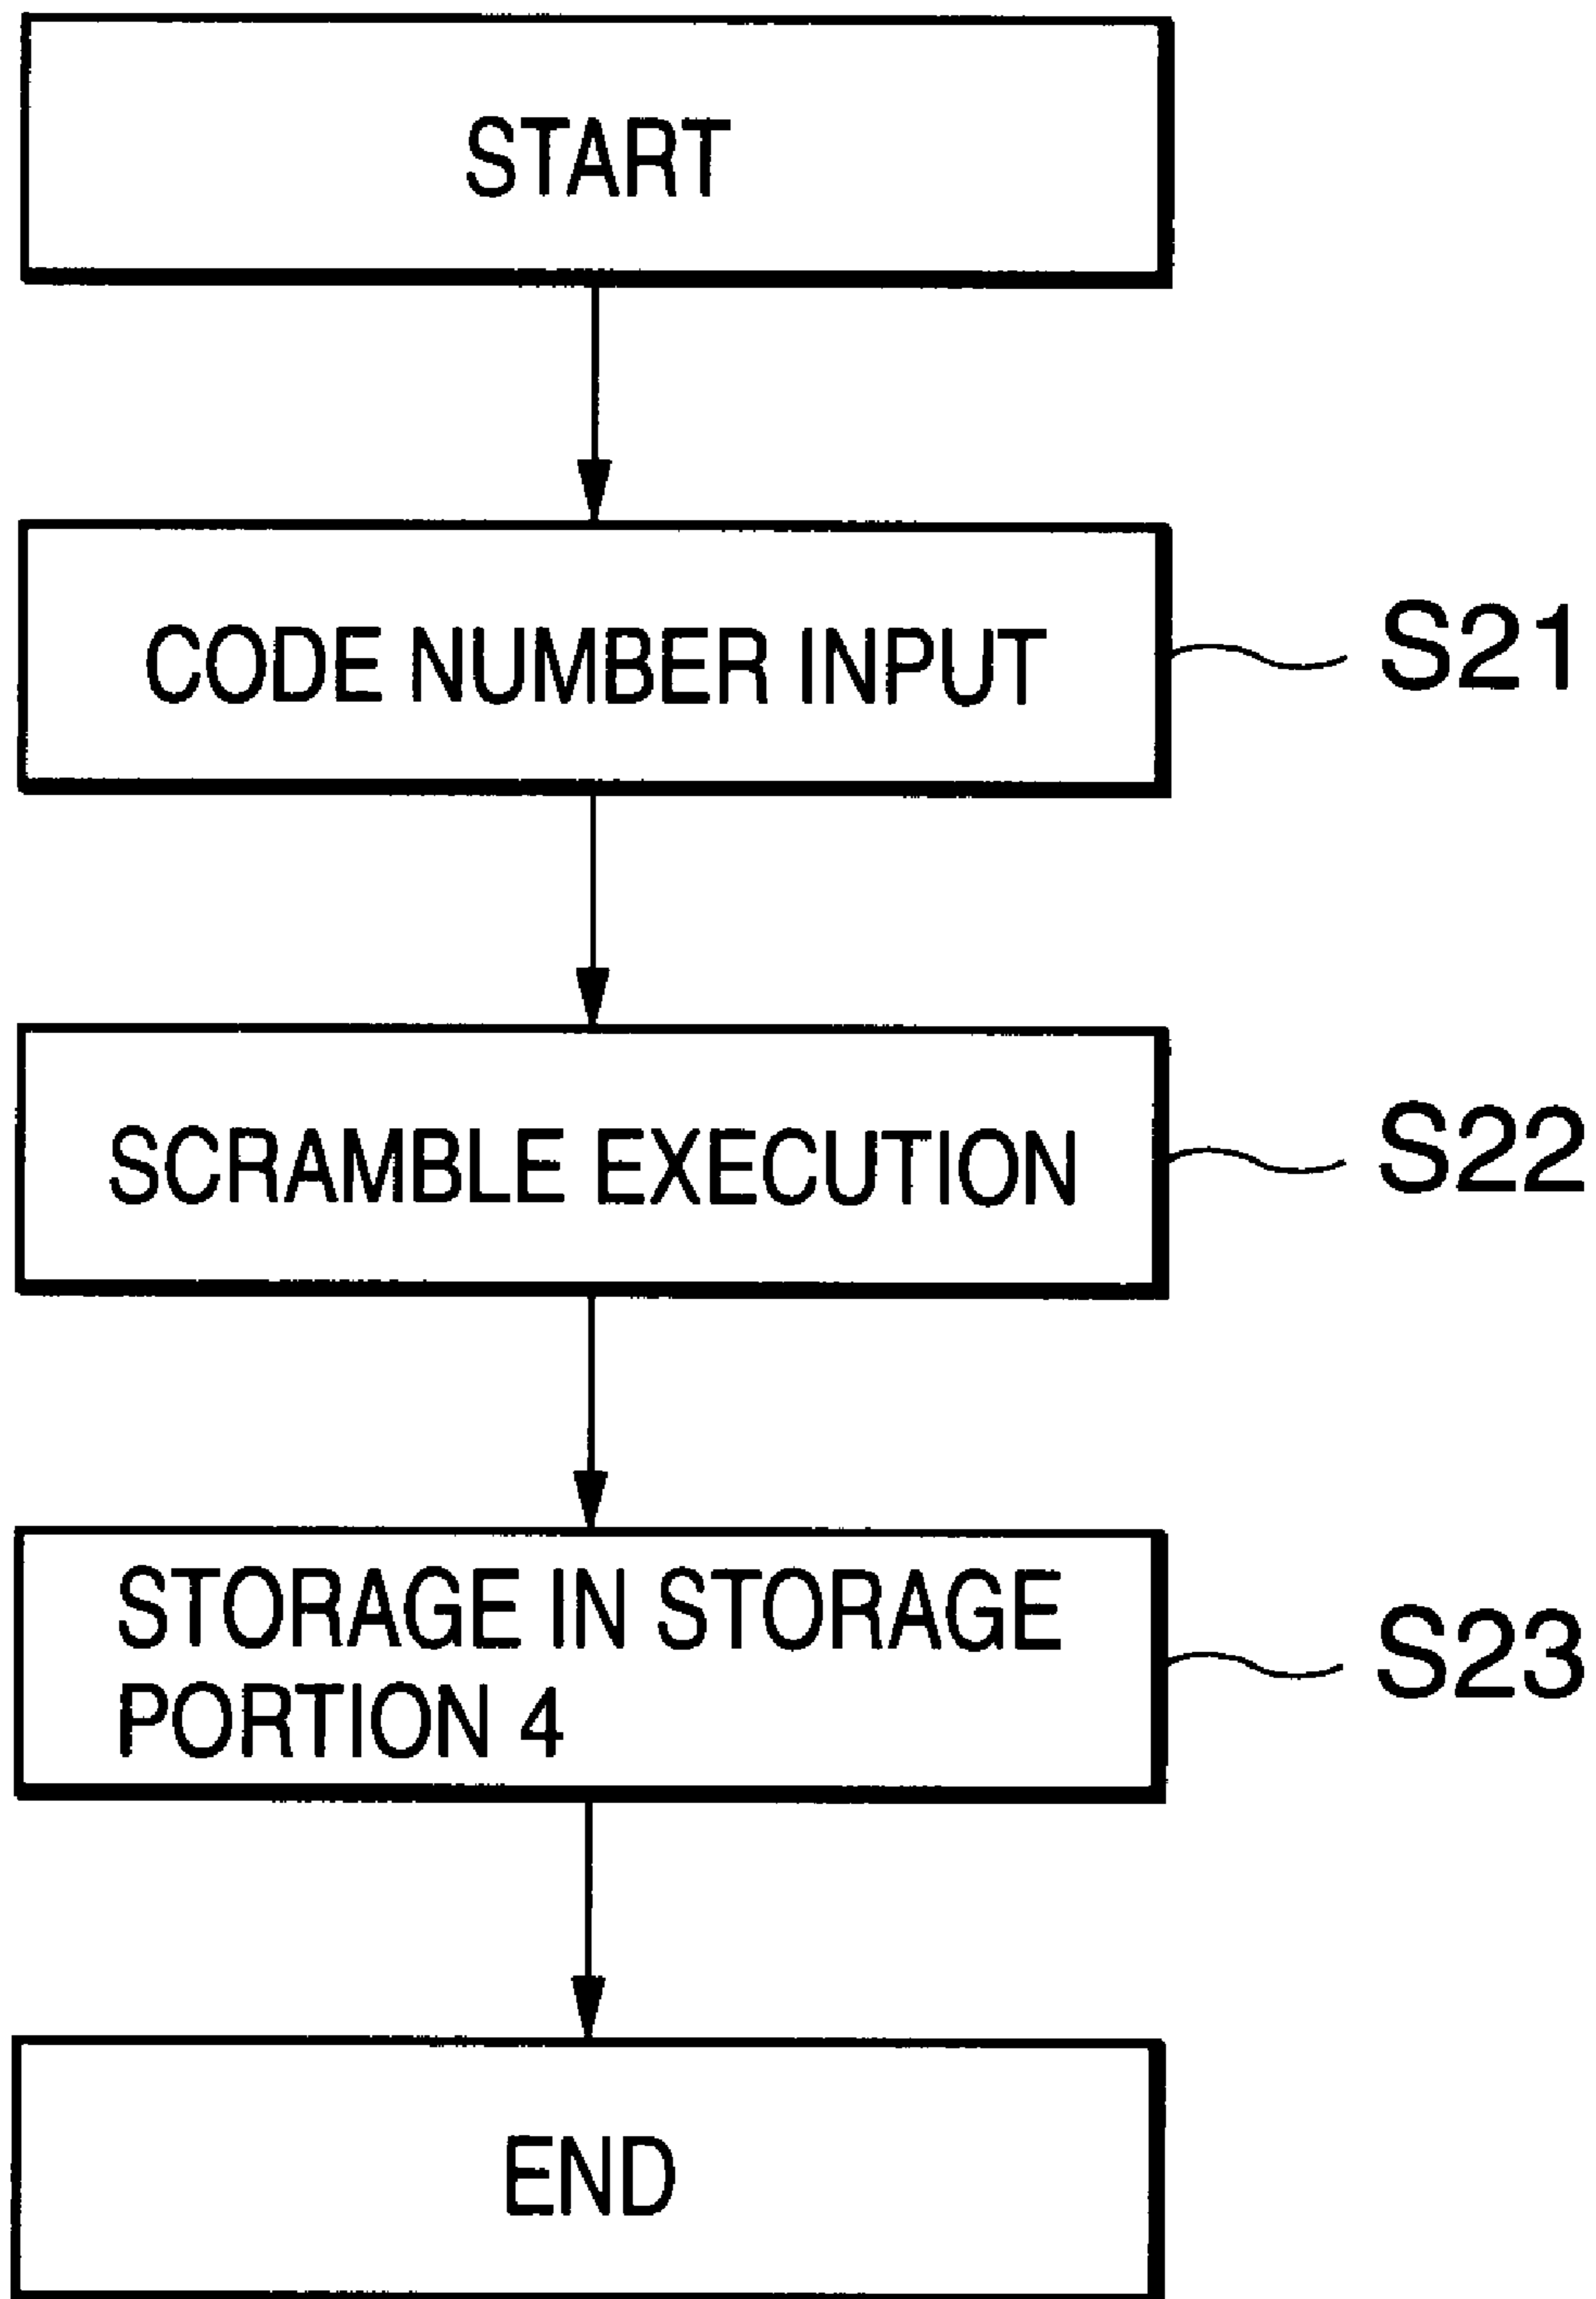 START
CODE NUMBER INPUT
S21
SCRAMBLE EXECUTION
S22
STORAGE IN STORAGE
PORTION 4
S23
END